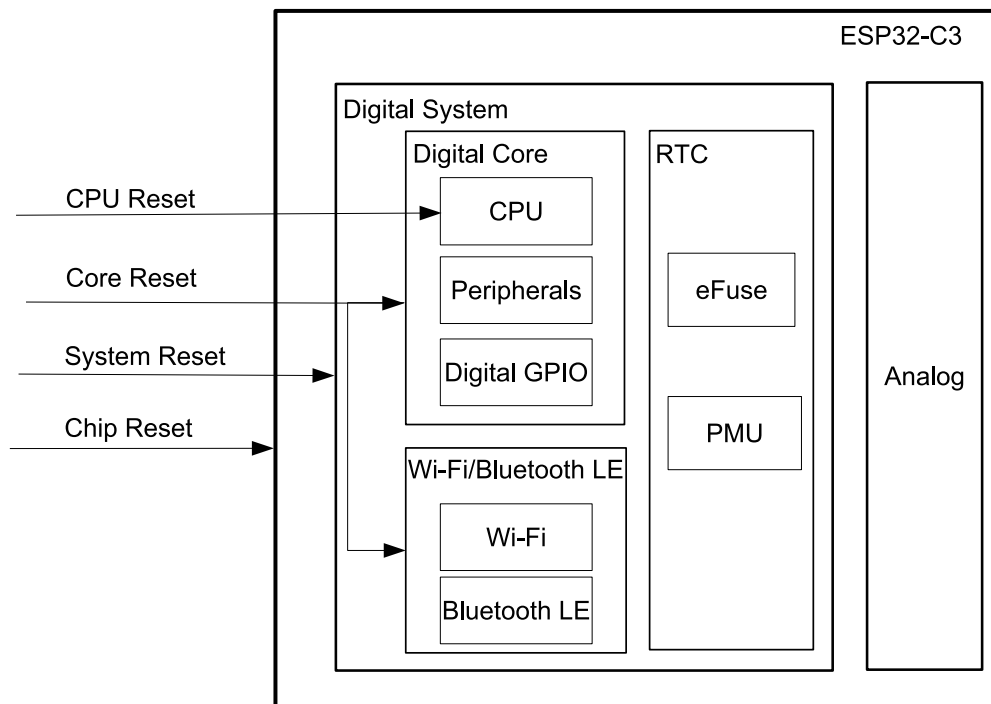 ESP32-C3
Digital System
Digital Core
RTC
CPU Reset
CPU
Core Reset
Peripherals
eFuse
System Reset
Digital GPIO
Analog
Chip Reset
PMU
Wi-Fi/Bluetooth LE
Wi-Fi
Bluetooth LE